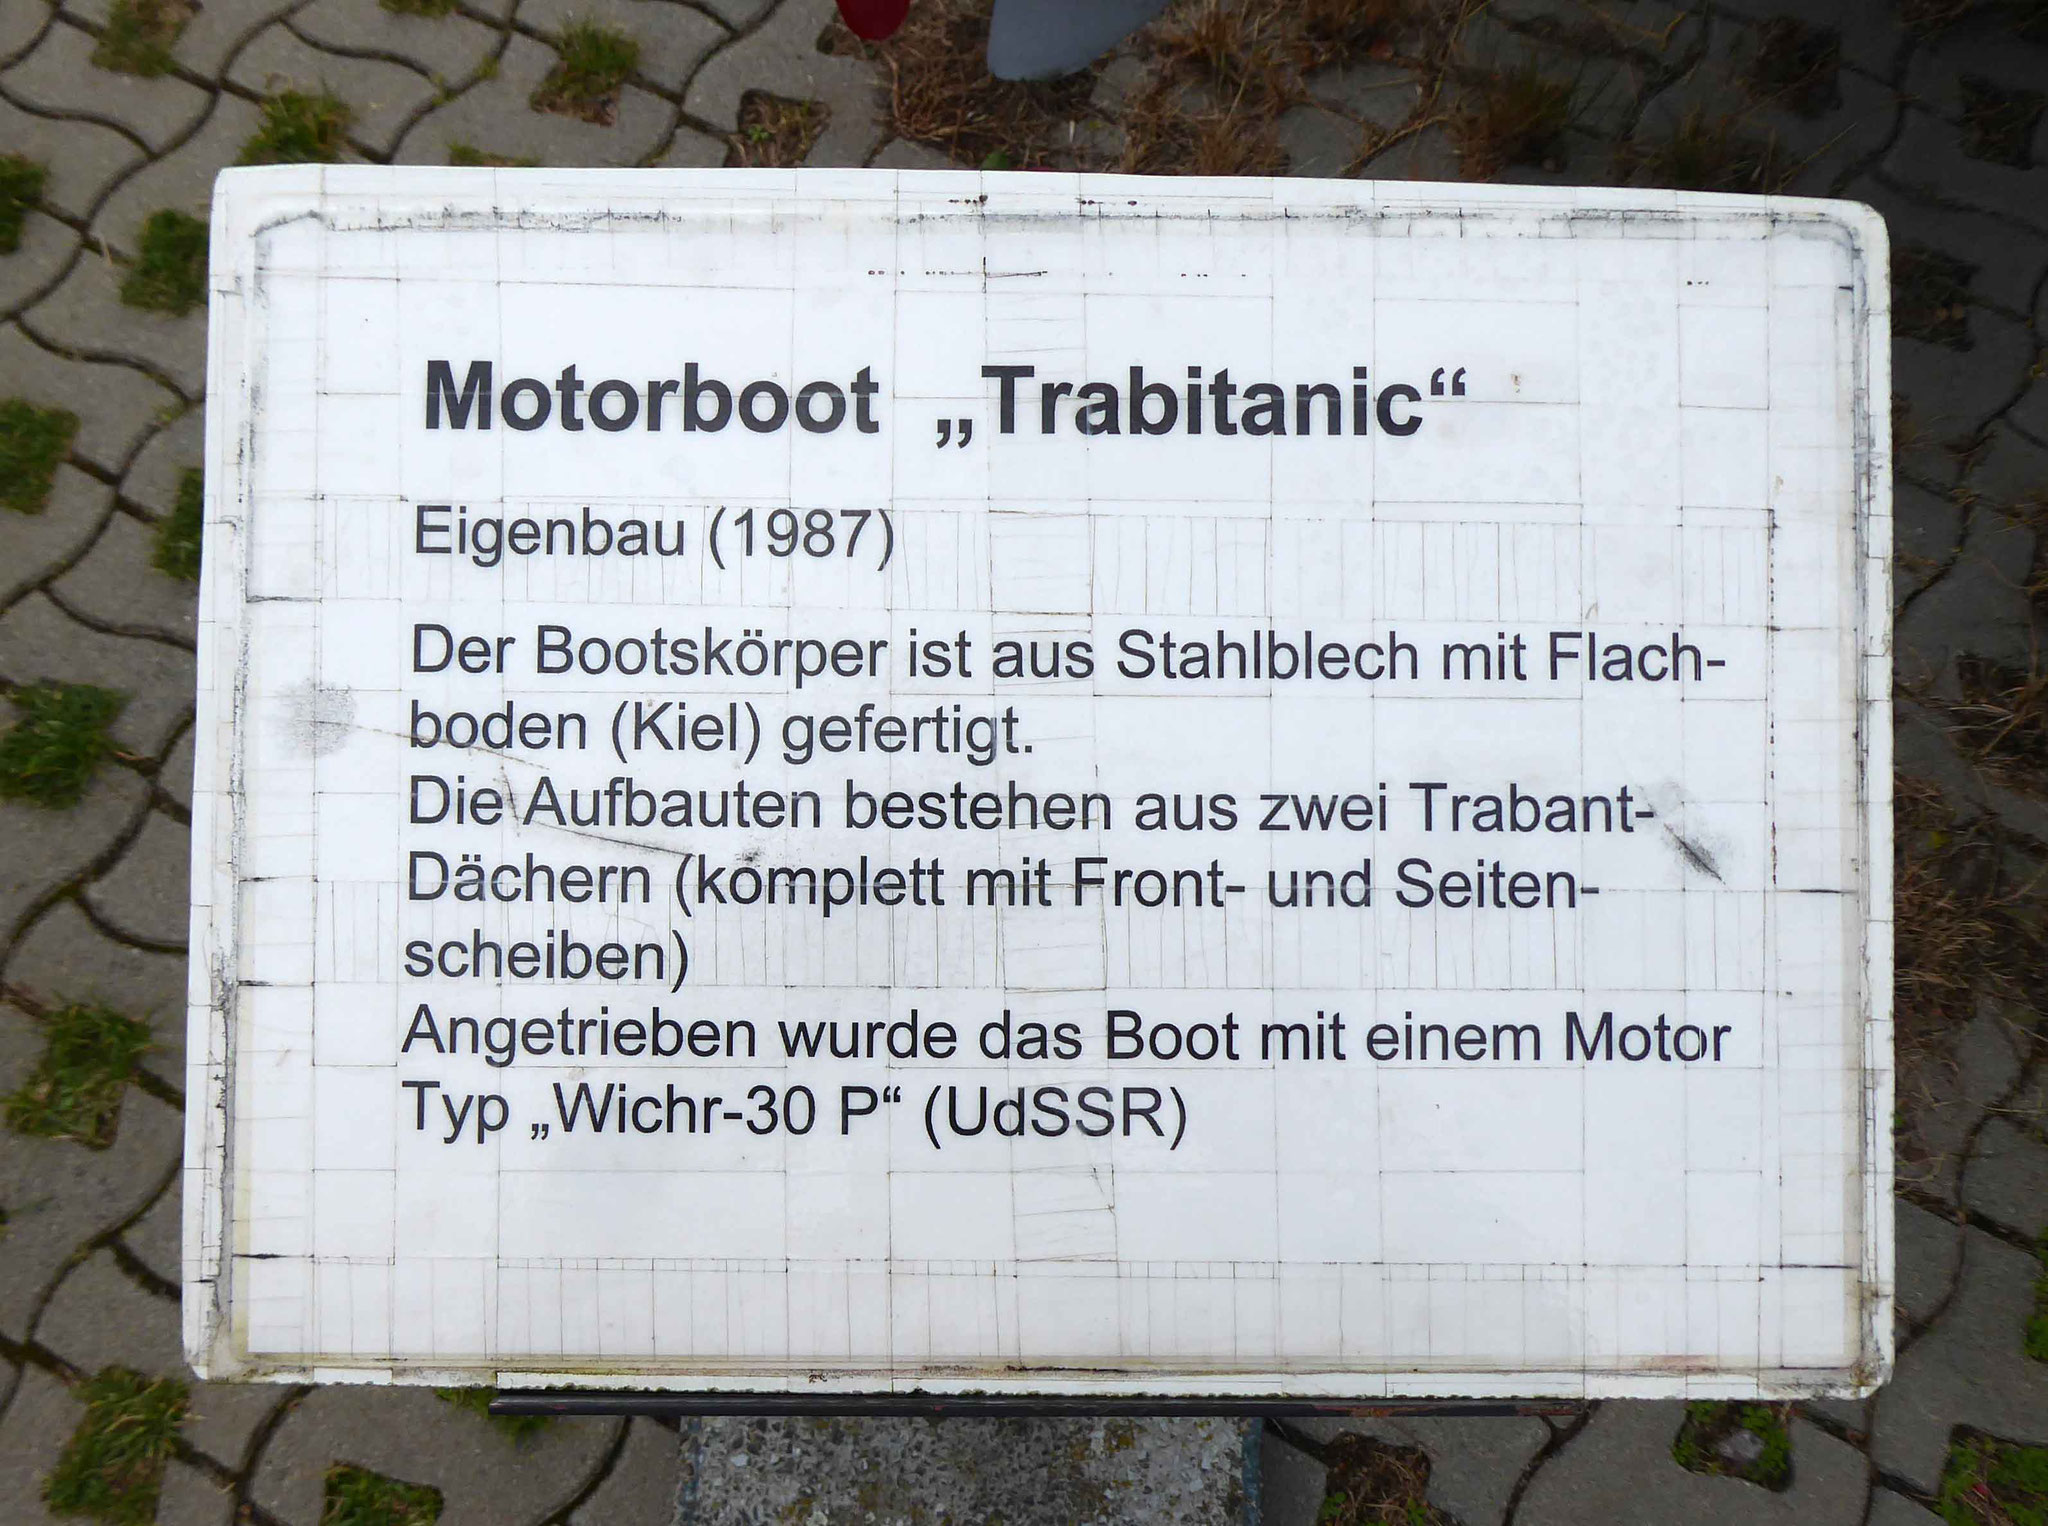 Motorboot „Trabitanic“
Eigenbau (1987)
Der Bootskörper ist aus Stahlblech mit Flach-
boden (Kiel) gefertigt.
Die Aufbauten bestehen aus zwei Trabant-
Dächern (komplett mit Front- und Seiten-
scheiben)
Angetrieben wurde das Boot mit einem Motor
Typ „Wichr-30 P“ (UdSSR)